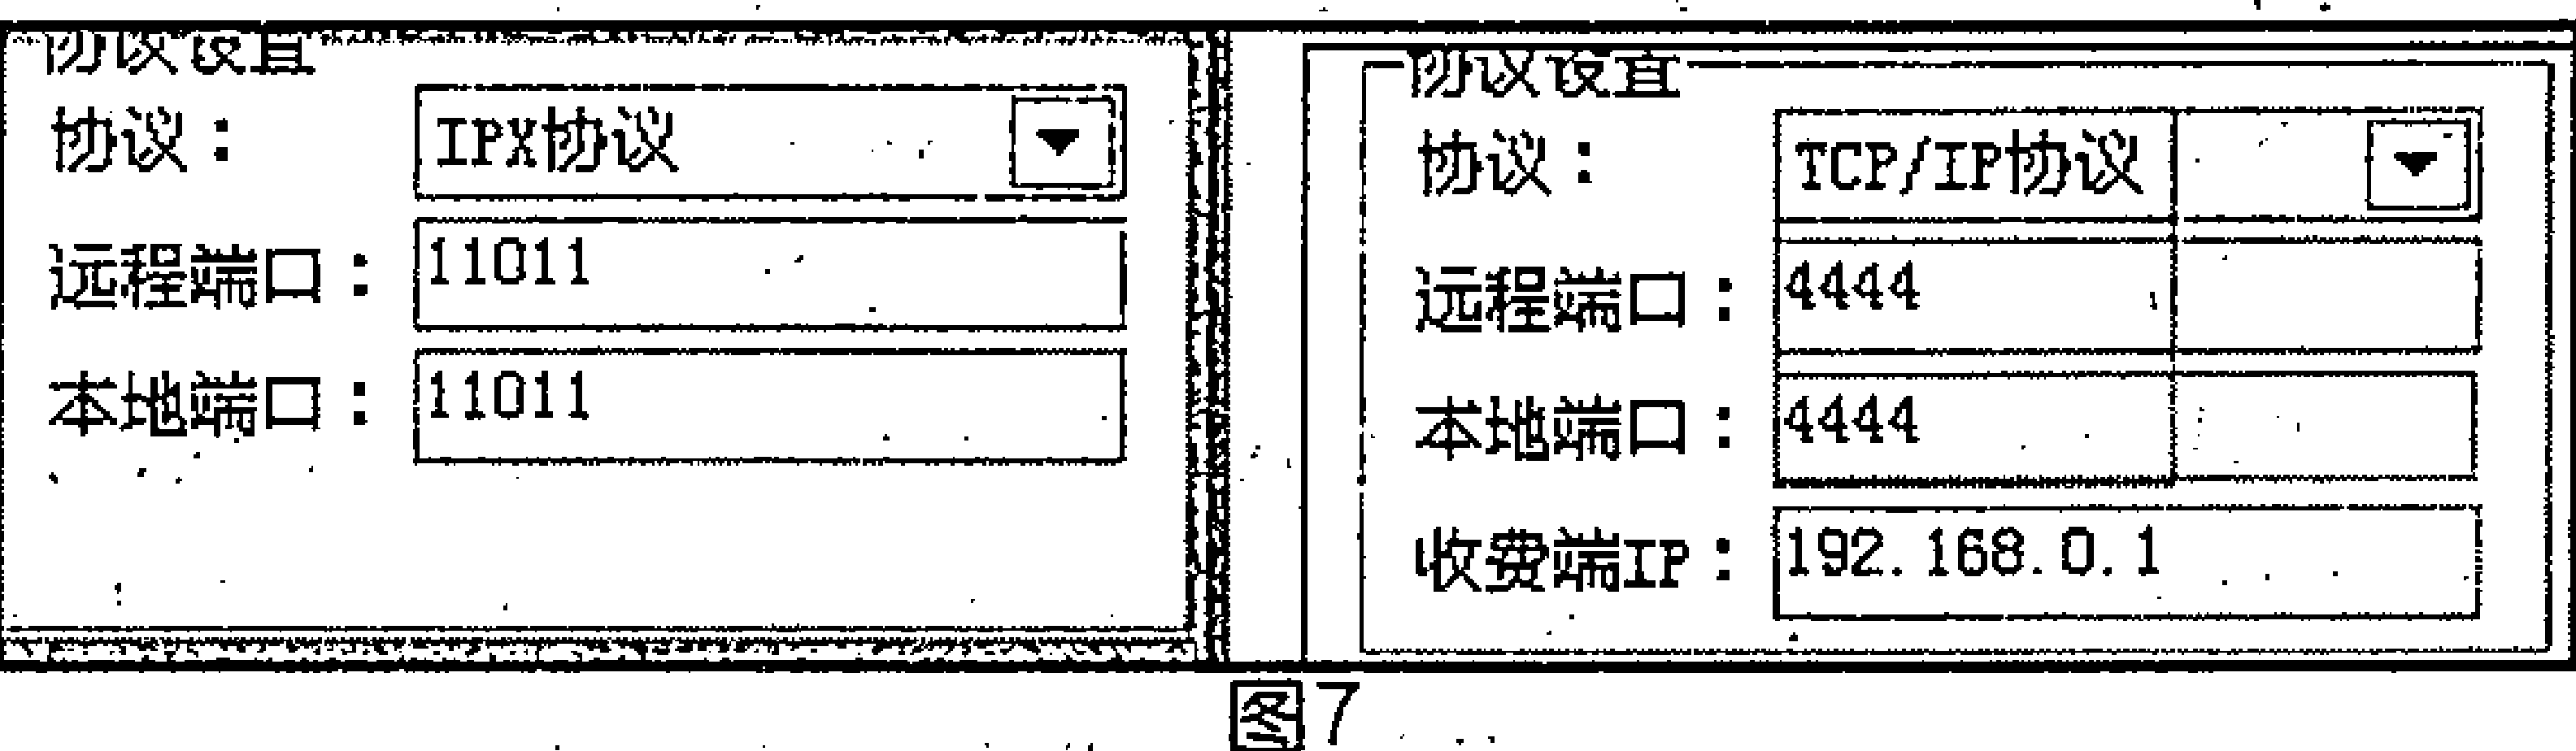 协议设置
协议：
IPX协议
远程端口：
11011
本地端口：
11011
协议设置
协议：
TCP/IP协议
远程端口：
4444
本地端口：
4444
收费端IP：
192.168.0.1
图7